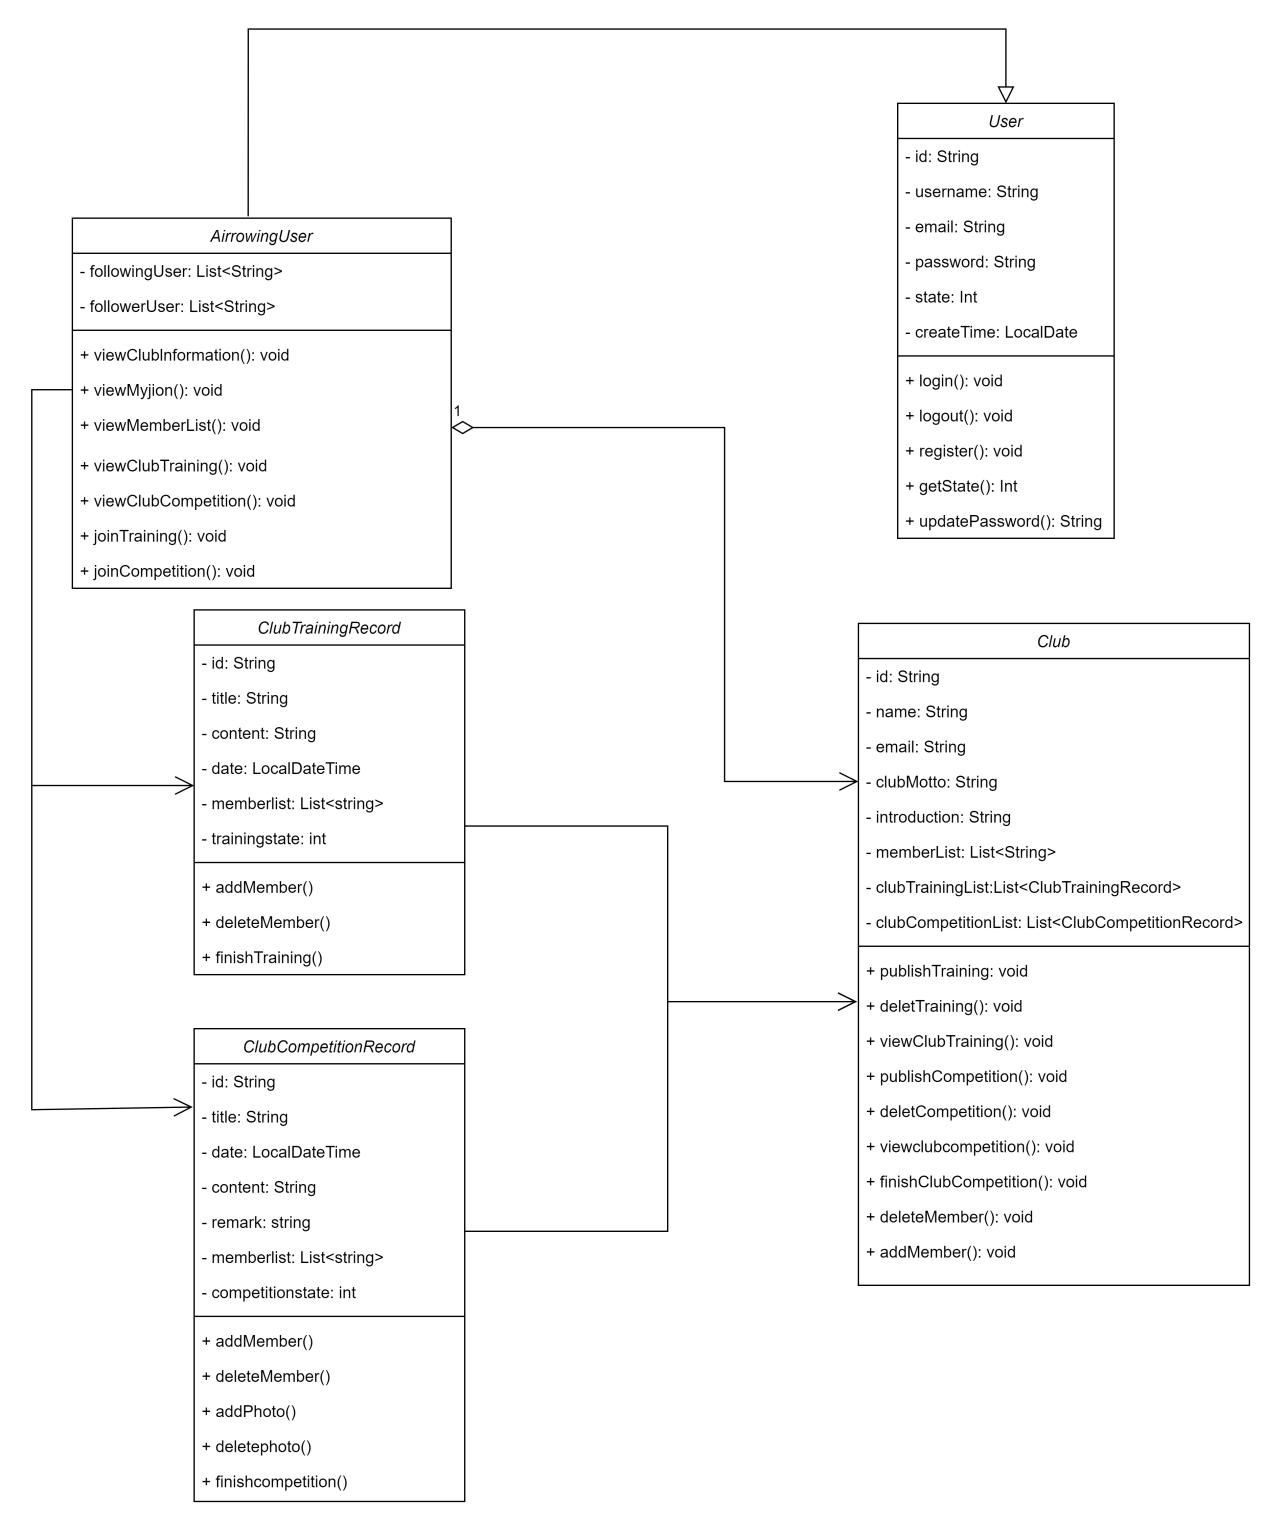 User
- id: String
- username: String
- email: String
- password: String
- state: Int
- createTime: LocalDate
+ login(): void
+ logout(): void
+ register(): void
+ getState(): Int
+ updatePassword(): String
AirrowingUser
- followingUser: List<String>
- followerUser: List<String>
+ viewClubInformation(): void
+ viewMyjion(): void
+ viewMemberList(): void
+ viewClubTraining(): void
+ viewClubCompetition(): void
+ joinTraining(): void
+ joinCompetition(): void
1
ClubTrainingRecord
- id: String
- title: String
- content: String
- date: LocalDateTime
- memberlist: List<string>
- trainingstate: int
+ addMember()
+ deleteMember()
+ finishTraining()
Club
- id: String
- name: String
- email: String
- clubMotto: String
- introduction: String
- memberList: List<String>
- clubTrainingList:List<ClubTrainingRecord>
- clubCompetitionList: List<ClubCompetitionRecord>
+ publishTraining: void
+ deletTraining(): void
+ viewClubTraining(): void
+ publishCompetition(): void
+ deletCompetition(): void
+ viewclubcompetition(): void
+ finishClubCompetition(): void
+ deleteMember(): void
+ addMember(): void
ClubCompetitionRecord
- id: String
- title: String
- date: LocalDateTime
- content: String
- remark: string
- memberlist: List<string>
- competitionstate: int
+ addMember()
+ deleteMember()
+ addPhoto()
+ deletephoto()
+ finishcompetition()